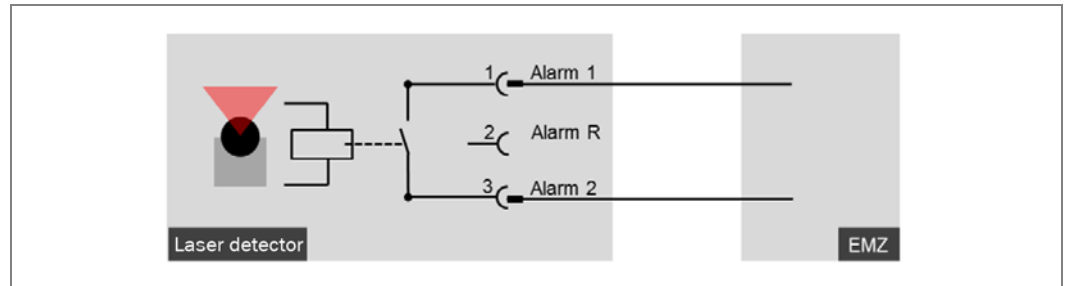 1 Alarm 1
2 Alarm R
3 Alarm 2
Laser detector
EMZ